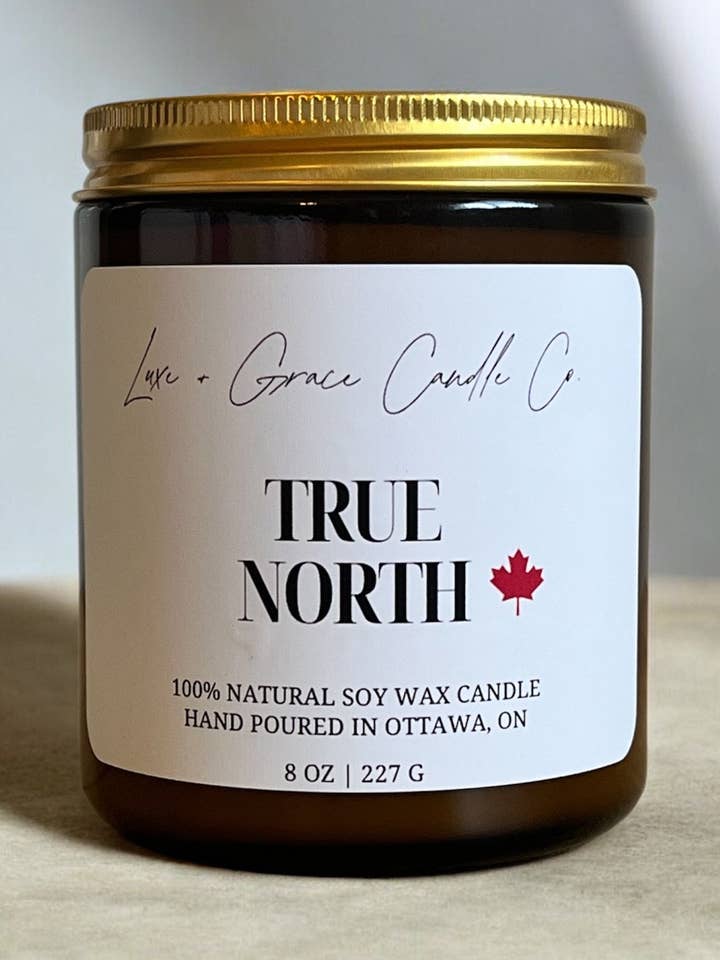 Luxe + Grace Candle Co.
TRUE
NORTH
100% NATURAL SOY WAX CANDLE
HAND POURED IN OTTAWA, ON
8 OZ | 227 G